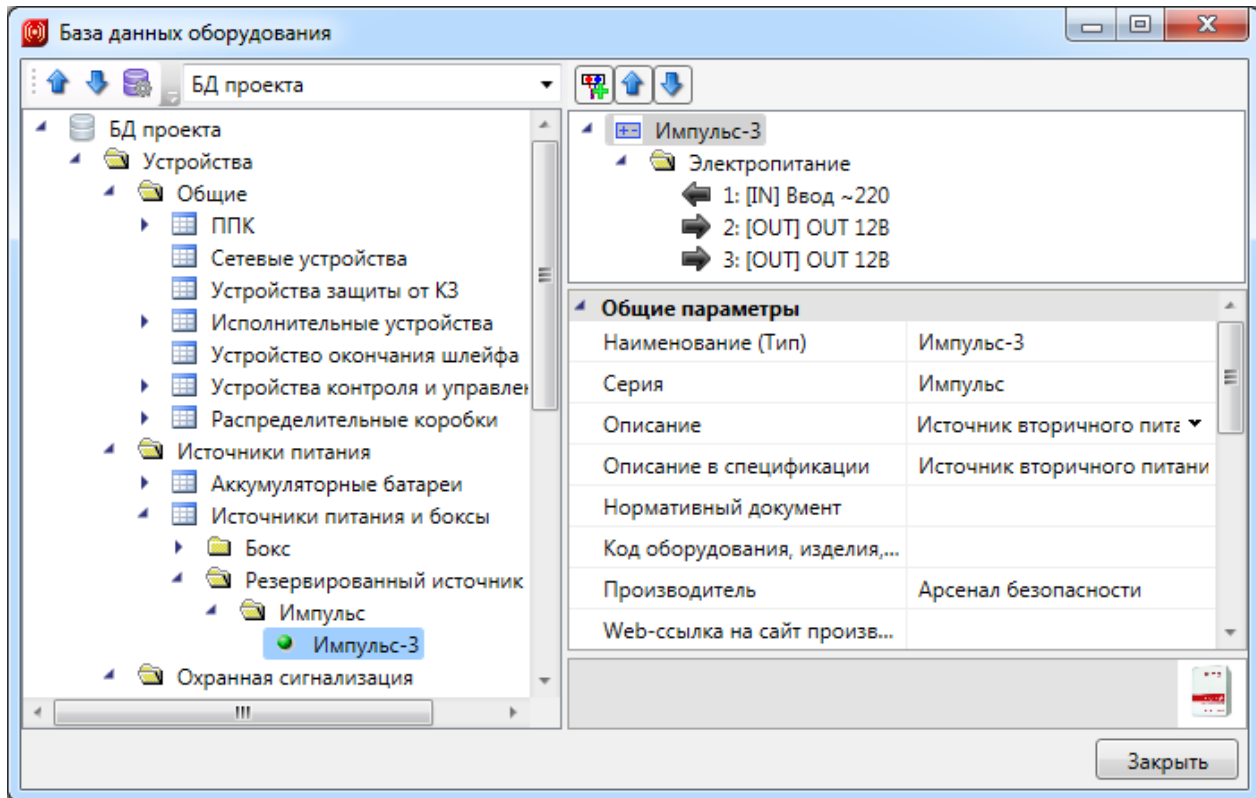 База данных оборудования
БД проекта
БД проекта
Устройства
Общие
ППК
Сетевые устройства
Устройства защиты от КЗ
Исполнительные устройства
Устройство окончания шлейфа
Устройства контроля и управлен
Распределительные коробки
Источники питания
Аккумуляторные батареи
Источники питания и боксы
Бокс
Резервированный источник
Импульс
Импульс-3
Охранная сигнализация
Импульс-3
Электропитание
1: [IN] Ввод ~220
2: [OUT] OUT 12В
3: [OUT] OUT 12В
Общие параметры
Наименование (Тип) Импульс-3
Серия Импульс
Описание Источник вторичного пита
Описание в спецификации Источник вторичного питани
Нормативный документ
Код оборудования, изделия,...
Производитель Арсенал безопасности
Web-ссылка на сайт произв...
Закрыть